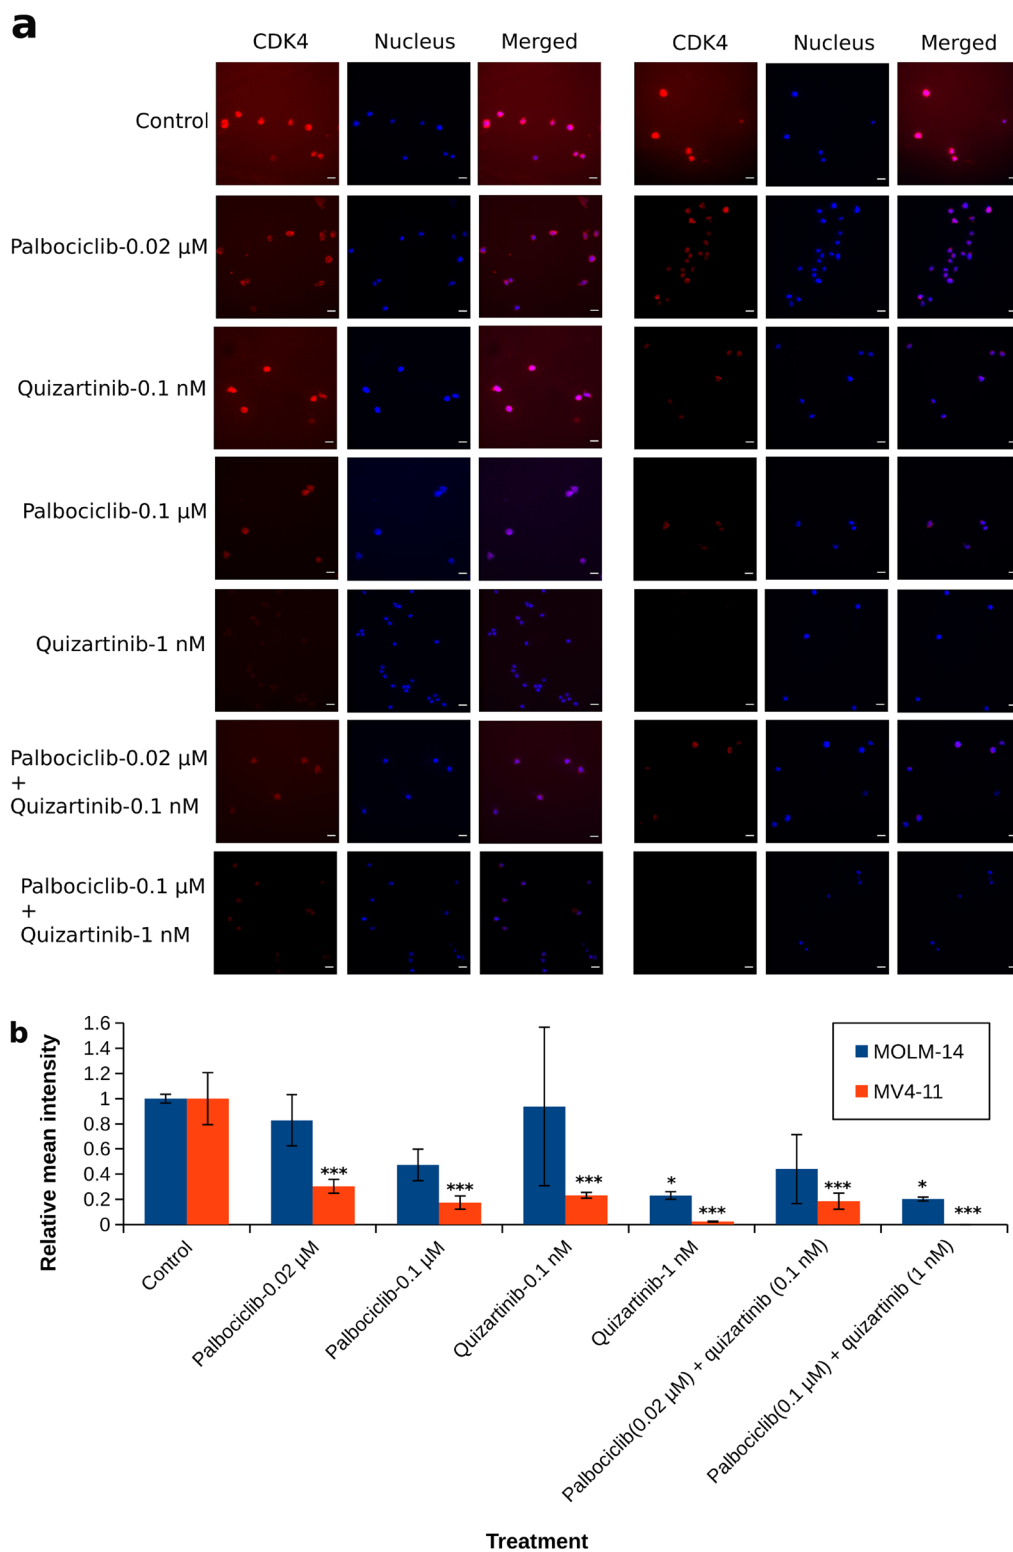 a
CDK4 Nucleus Merged CDK4 Nucleus Merged
Control
Palbociclib-0.02 µM
Quizartinib-0.1 nM
Palbociclib-0.1 µM
Quizartinib-1 nM
Palbociclib-0.02 µM
+
Quizartinib-0.1 nM
Palbociclib-0.1 µM
+
Quizartinib-1 nM
b
Relative mean intensity
1.6
1.4
1.2
1
0.8
0.6
0.4
0.2
0
MOLM-14
MV4-11
***
***
***
*
***
***
*
***
Control
Palbociclib-0.02 µM
Palbociclib-0.1 µM
Quizartinib-0.1 nM
Quizartinib-1 nM
Palbociclib(0.02 µM) + quizartinib (0.1 nM)
Palbociclib(0.1 µM) + quizartinib (1 nM)
Treatment